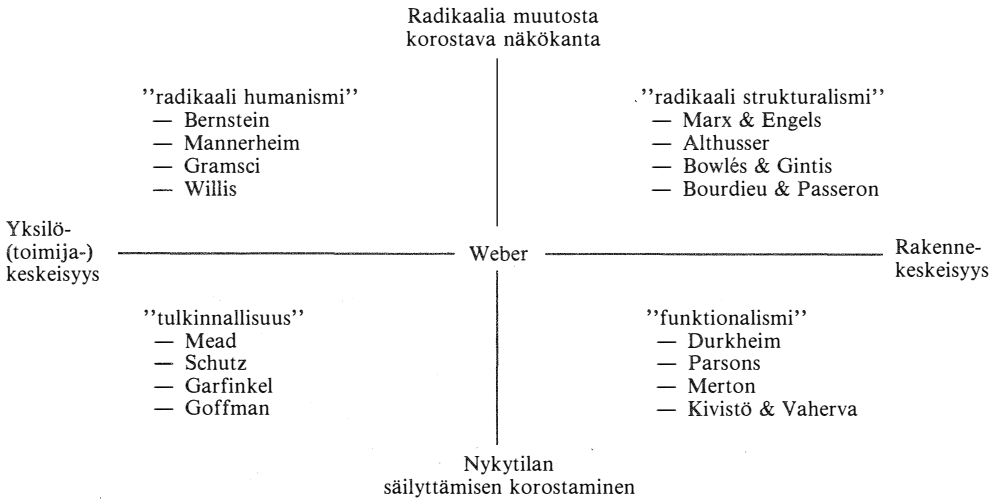 Radikaalia muutosta
korostava näkökanta
’’radikaali humanismi’’
— Bernstein
— Mannerheim
— Gramsci
— Willis
’’radikaali strukturalismi’’
— Marx & Engels
— Althusser
— Bowlés & Gintis
— Bourdieu & Passeron
Yksilö-
(toimija-)
keskeisyys
Weber
Rakenne-
keskeisyys
’’tulkinnallisuus’’
— Mead
— Schutz
— Garfinkel
— Goffman
’’funktionalismi’’
— Durkheim
— Parsons
— Merton
— Kivistö & Vaherva
Nykytilan
säilyttämisen korostaminen